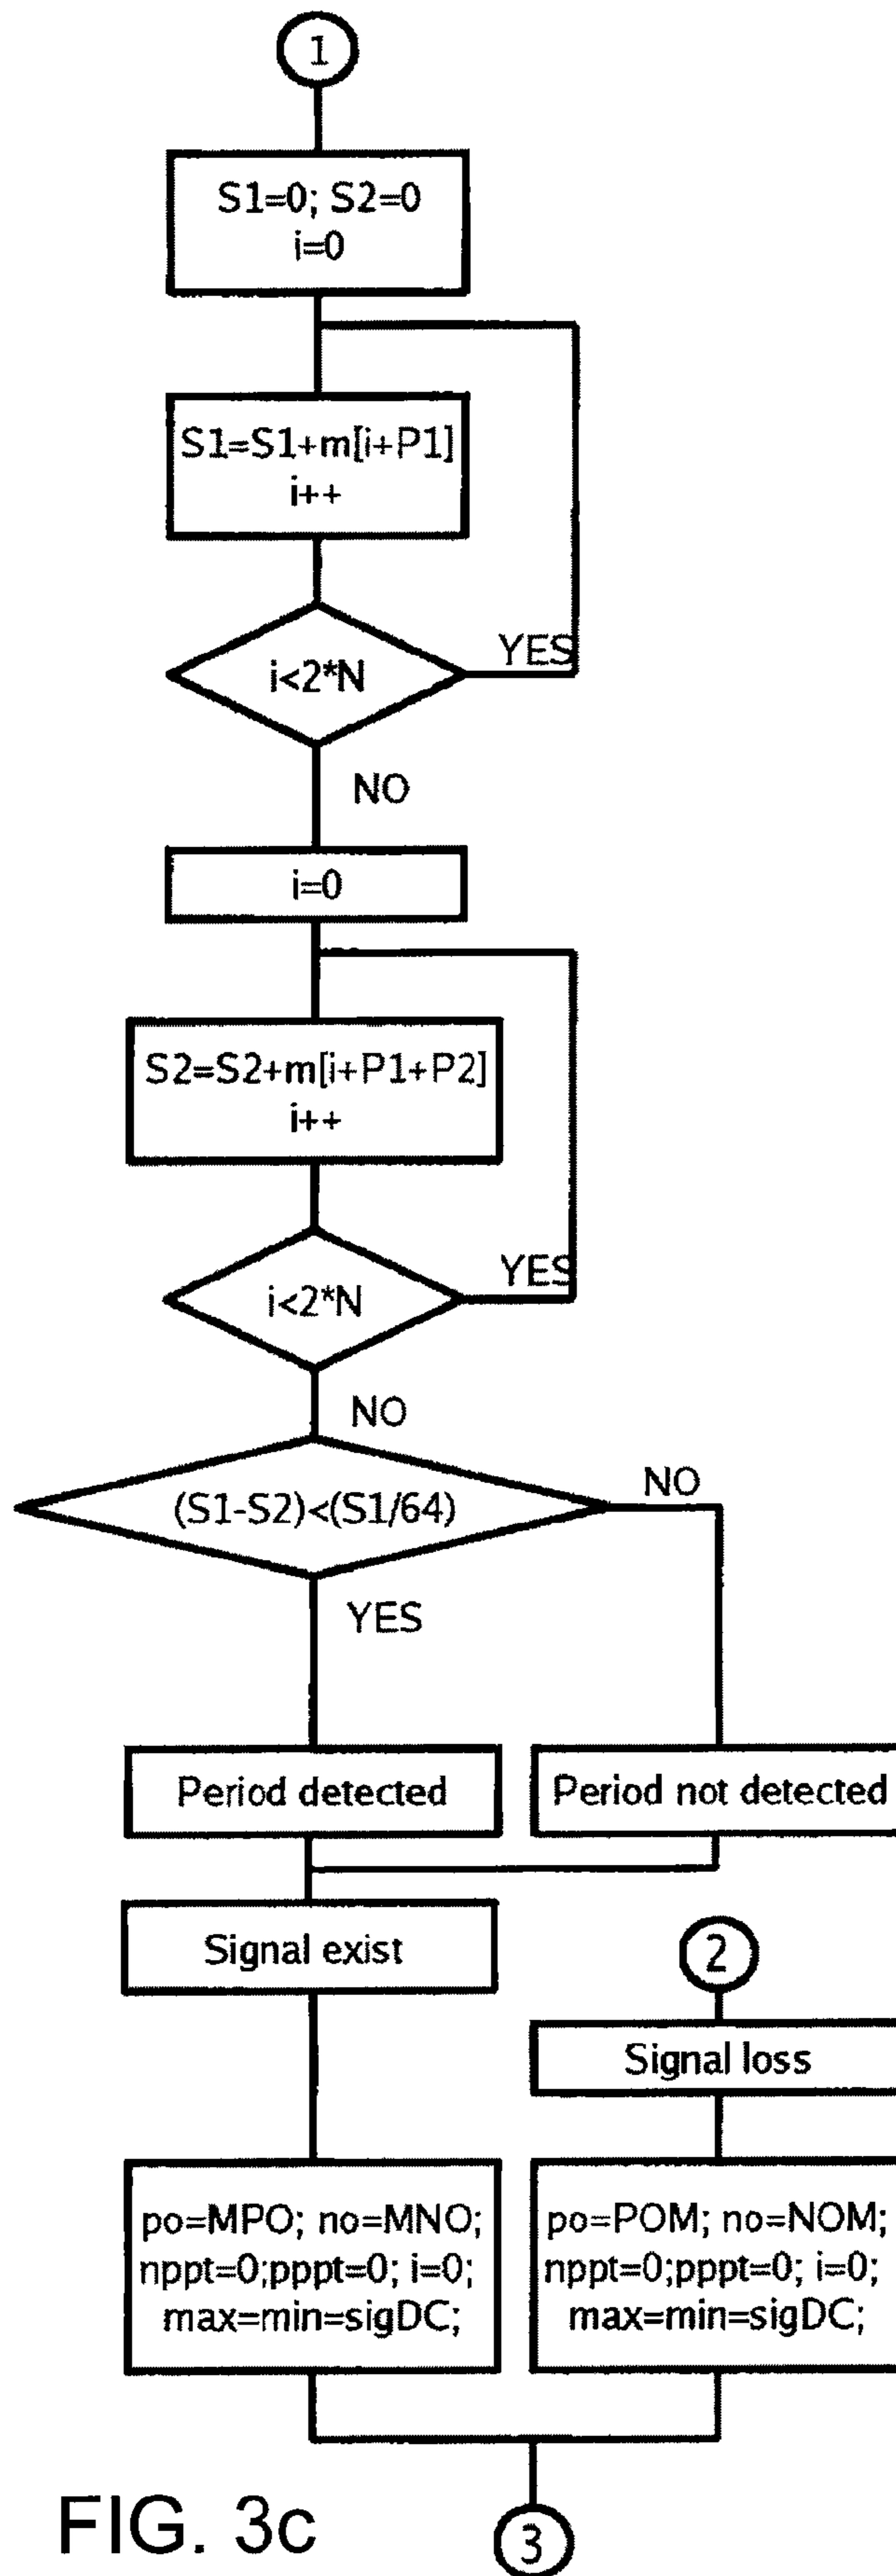 1
S1=0; S2=0
i=0
S1=S1+m[i+P1]
i++
YES
i<2*N
NO
i=0
S2=S2+m[i+P1+P2]
i++
YES
i<2*N
NO
(S1-S2)<(S1/64)
NO
YES
Period detected
Period not detected
Signal exist
2
Signal loss
po=MPO; no=MNO;
nppt=0;pppt=0; i=0;
max=min=sigDC;
po=POM; no=NOM;
nppt=0;pppt=0; i=0;
max=min=sigDC;
FIG. 3c
3